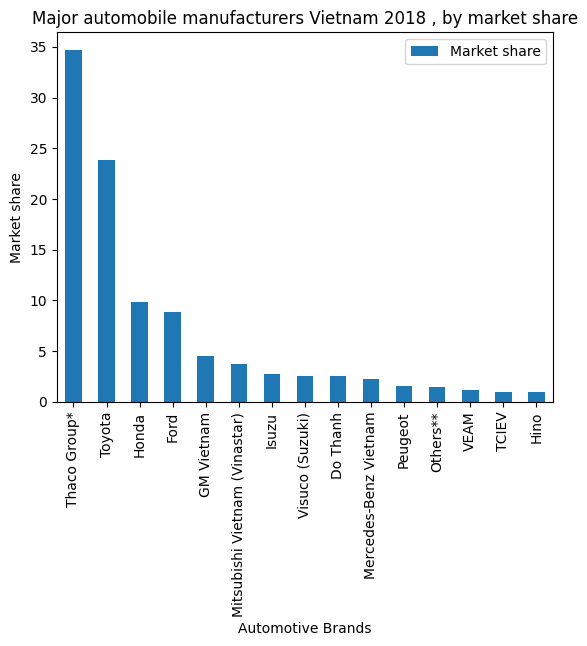 Major automobile manufacturers Vietnam 2018 , by market share
Market share
35
30
25
20
15
10
5
0
Market share
Thaco Group*
Toyota
Honda
Ford
GM Vietnam
Mitsubishi Vietnam (Vinastar)
Isuzu
Visuco (Suzuki)
Do Thanh
Mercedes-Benz Vietnam
Peugeot
Others**
VEAM
TCIEV
Hino
Automotive Brands